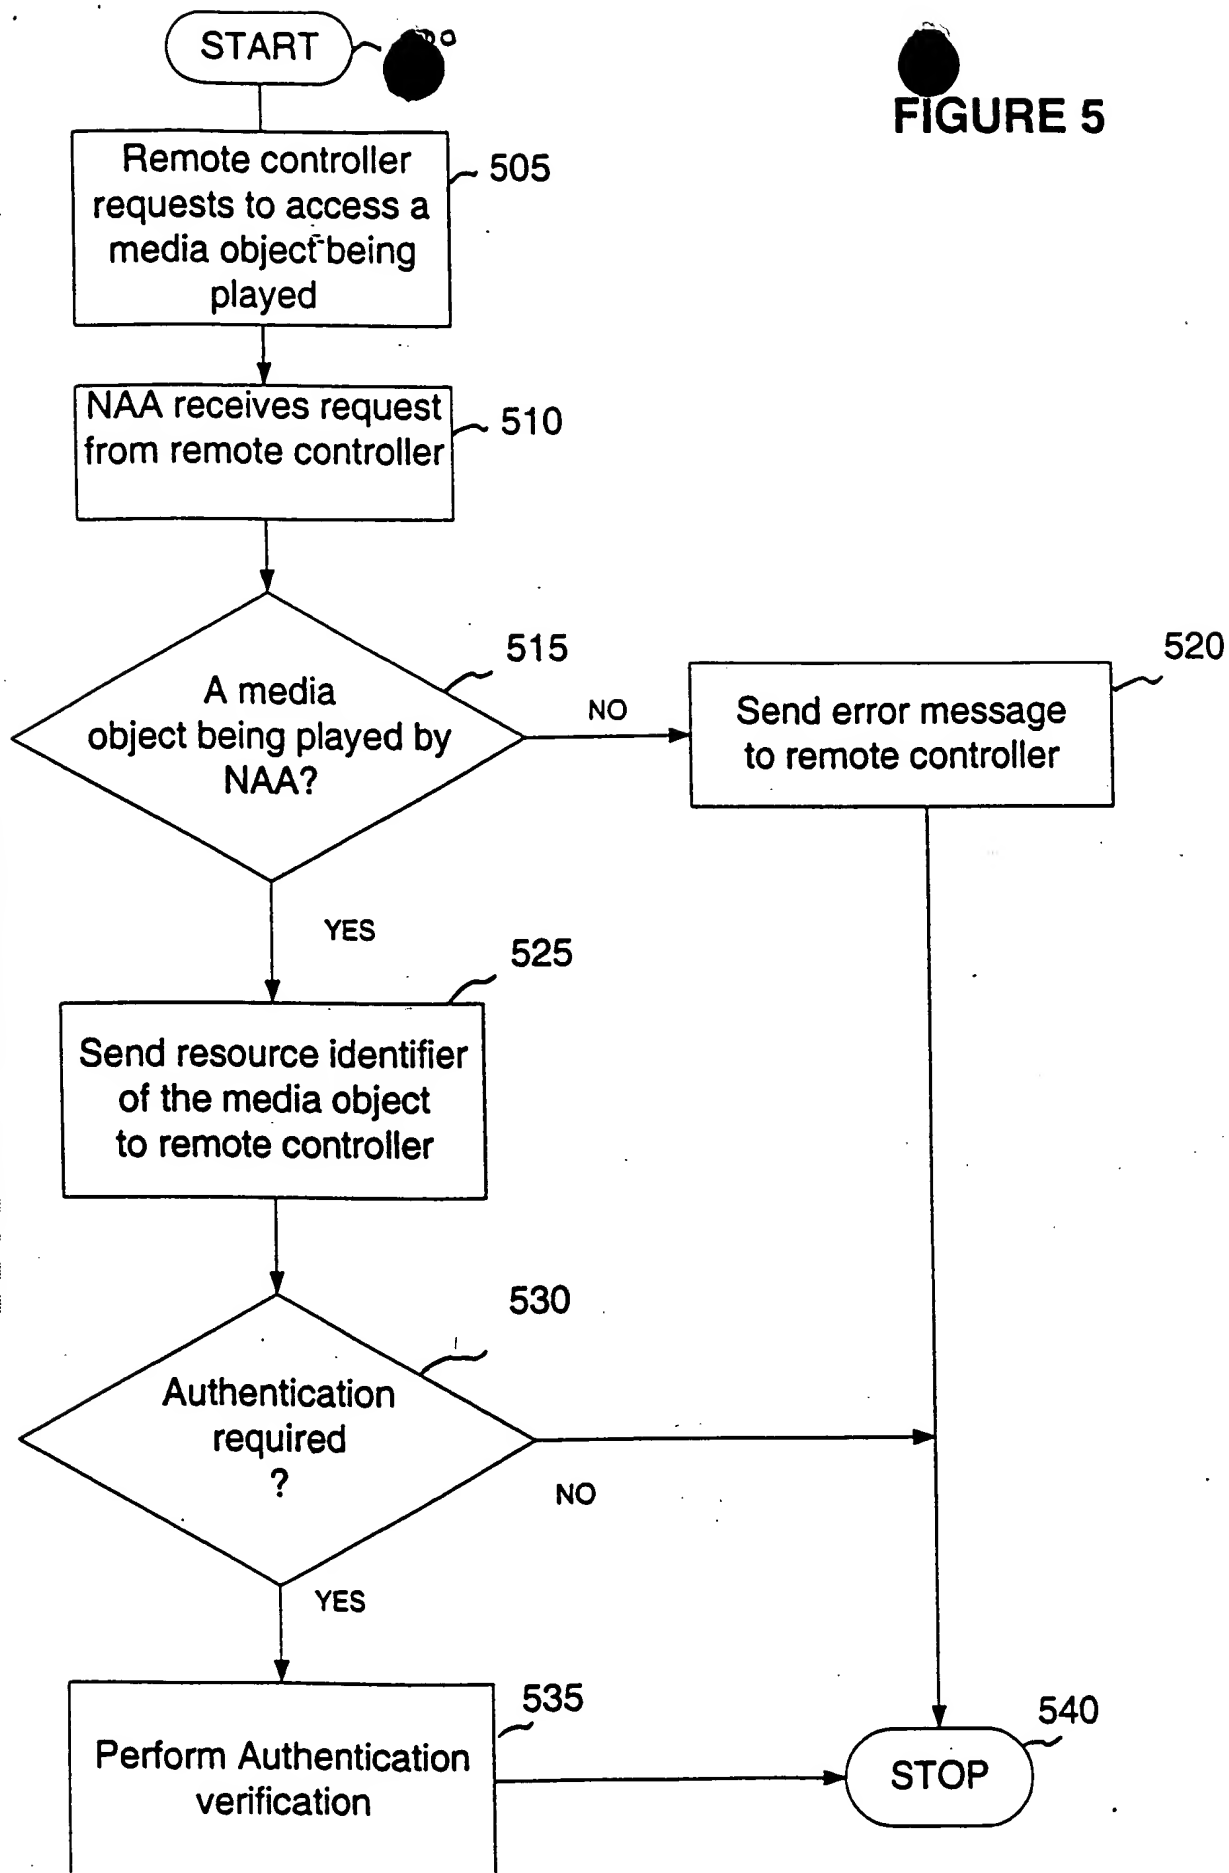 START
FIGURE 5
Remote controller
requests to access a
media object being
played
505
NAA receives request
from remote controller
510
A media
object being played by
NAA?
515
NO
Send error message
to remote controller
520
YES
525
Send resource identifier
of the media object
to remote controller
530
Authentication
required
?
NO
YES
535
Perform Authentication
verification
540
STOP